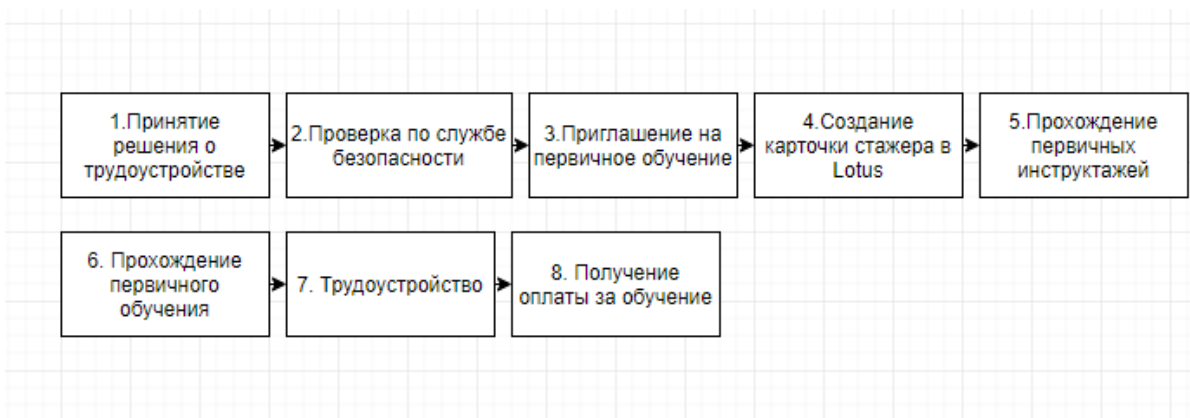 1.Принятие
решения о
трудоустройстве
2.Проверка по службе
безопасности
3.Приглашение на
первичное обучение
4.Создание
карточки стажера в
Lotus
5.Прохождение
первичных
инструктажей
6. Прохождение
первичного
обучения
7. Трудоустройство
8. Получение
оплаты за обучение